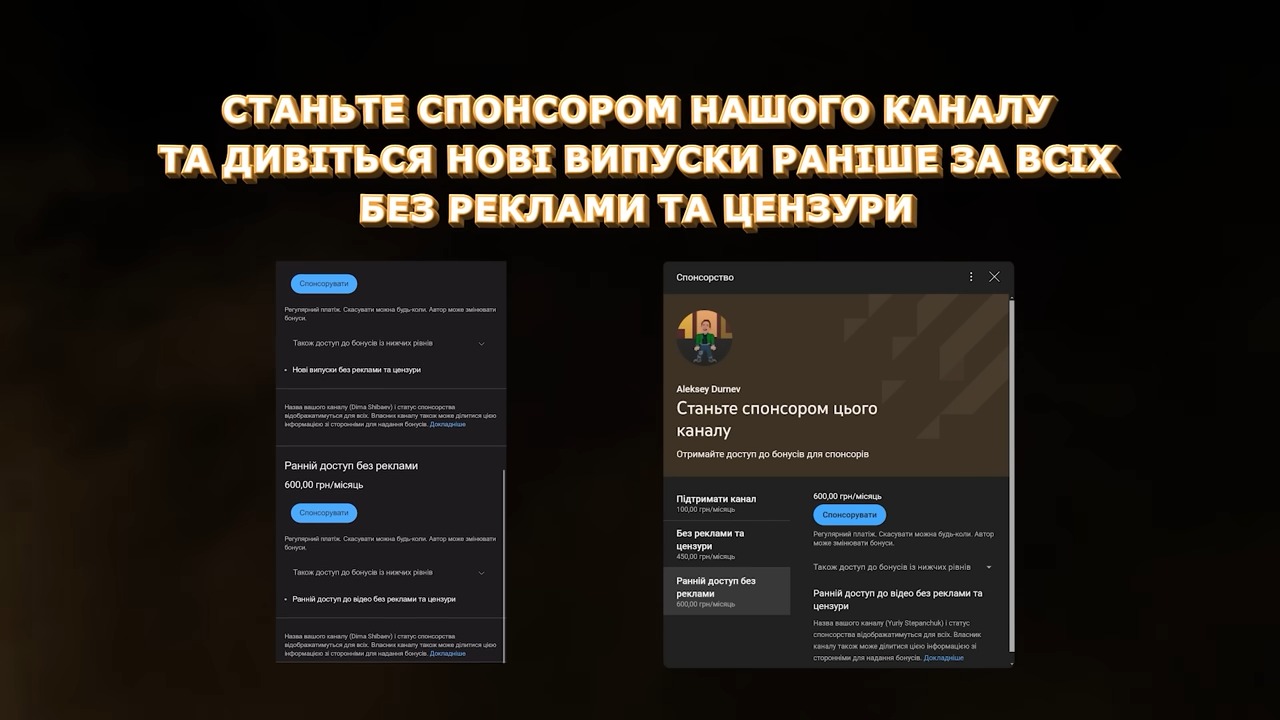 СТАНЬТЕ СПОНСОРОМ НАШОГО КАНАЛУ
ТА ДИВІТЬСЯ НОВІ ВИПУСКИ РАНІШЕ ЗА ВСІХ
БЕЗ РЕКЛАМИ ТА ЦЕНЗУРИ
Спонсорувати
Регулярний платіж. Скасувати можна будь-коли. Автор може змінювати
бонуси.
Також доступ до бонусів із нижчих рівнів
• Нові випуски без реклами та цензури
Назва вашого каналу (Dima Shibaev) і статус спонсорства
відображатимуться для всіх. Власник каналу також може ділитися цією
інформацією зі сторонніми для надання бонусів. Докладніше
Ранній доступ без реклами
600,00 грн/місяць
Спонсорувати
Регулярний платіж. Скасувати можна будь-коли. Автор може змінювати
бонуси.
Також доступ до бонусів із нижчих рівнів
• Ранній доступ до відео без реклами та цензури
Назва вашого каналу (Dima Shibaev) і статус спонсорства
відображатимуться для всіх. Власник каналу також може ділитися цією
інформацією зі сторонніми для надання бонусів. Докладніше
Спонсорство
Aleksey Durnev
Станьте спонсором цього
каналу
Отримайте доступ до бонусів для спонсорів
Підтримати канал
100,00 грн/місяць
Без реклами та
цензури
450,00 грн/місяць
Ранній доступ без
реклами
600,00 грн/місяць
600,00 грн/місяць
Спонсорувати
Регулярний платіж. Скасувати можна будь-коли. Автор
може змінювати бонуси.
Також доступ до бонусів із нижчих рівнів
Ранній доступ до відео без реклами та
цензури
Назва вашого каналу (Yuriy Stepanchuk) і статус
спонсорства відображатимуться для всіх. Власник
каналу також може ділитися цією інформацією зі
сторонніми для надання бонусів. Докладніше